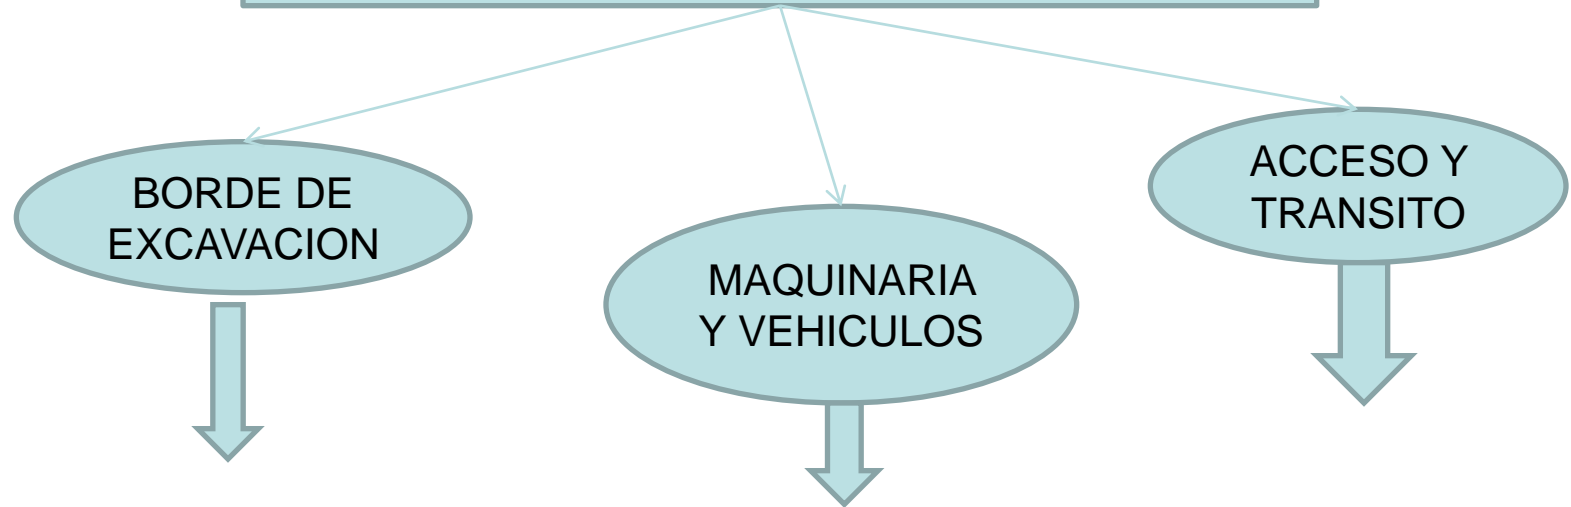 BORDE DE
EXCAVACION
MAQUINARIA
Y VEHICULOS
ACCESO Y
TRANSITO